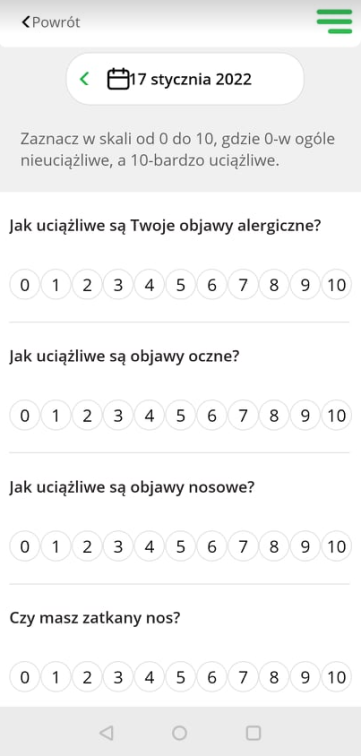 Powrót
17 stycznia 2022
Zaznacz w skali od 0 do 10, gdzie 0-w ogóle
nieuciążliwe, a 10-bardzo uciążliwe.
Jak uciążliwe są Twoje objawy alergiczne?
0 1 2 3 4 5 6 7 8 9 10
Jak uciążliwe są objawy oczne?
0 1 2 3 4 5 6 7 8 9 10
Jak uciążliwe są objawy nosowe?
0 1 2 3 4 5 6 7 8 9 10
Czy masz zatkany nos?
0 1 2 3 4 5 6 7 8 9 10